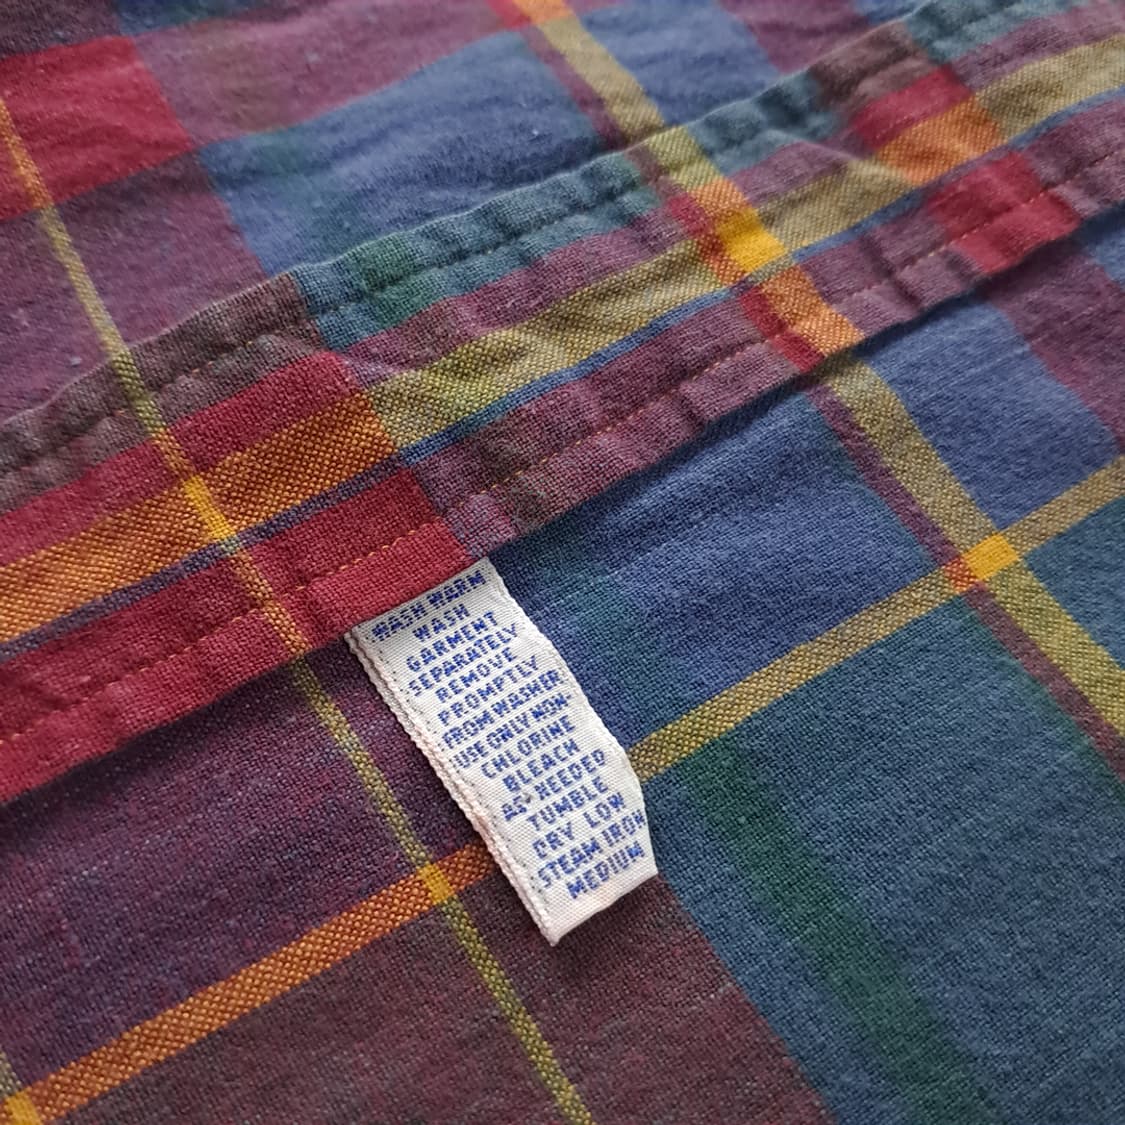 WASH WARM
WASH
GARMENT
SEPARATELY
REMOVE
PROMPTLY
FROM WASHER
USE ONLY NON-
CHLORINE
BLEACH
AS NEEDED
TUMBLE
DRY LOW
STEAM IRON
MEDIUM